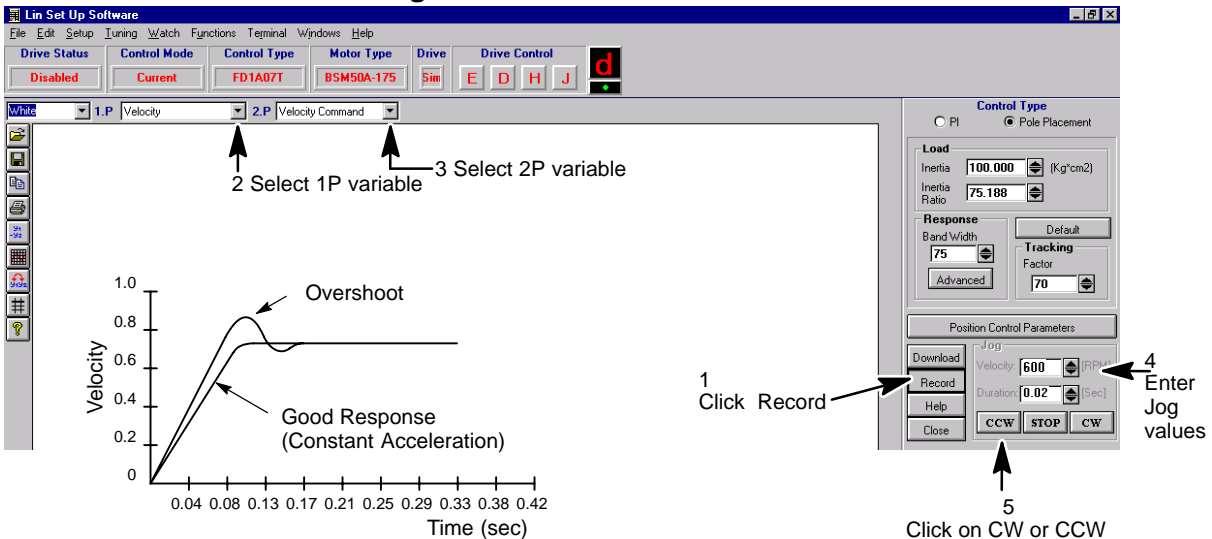 Lin Set Up Software
File Edit Setup Tuning Watch Functions Terminal Windows Help
Drive Status Control Mode Control Type Motor Type Drive Drive Control
Disabled Current FD1A07T BSM50A-175 Sim E D H J d
White 1.P Velocity 2.P Velocity Command
Control Type
PI Pole Placement
Load
Inertia 100.000 (Kg*cm2)
Inertia Ratio 75.188
Response
Band Width
75
Advanced
Default
Tracking
Factor
70
Position Control Parameters
Download
Record
Help
Close
Jog
Velocity: 600 [RPM]
Duration: 0.02 [Sec]
CCW STOP CW
2 Select 1P variable
3 Select 2P variable
1
Click Record
4
Enter
Jog
values
5
Click on CW or CCW
Velocity
1.0
0.8
0.6
0.4
0.2
0
Overshoot
Good Response
(Constant Acceleration)
0.04 0.08 0.13 0.17 0.21 0.25 0.29 0.33 0.38 0.42
Time (sec)